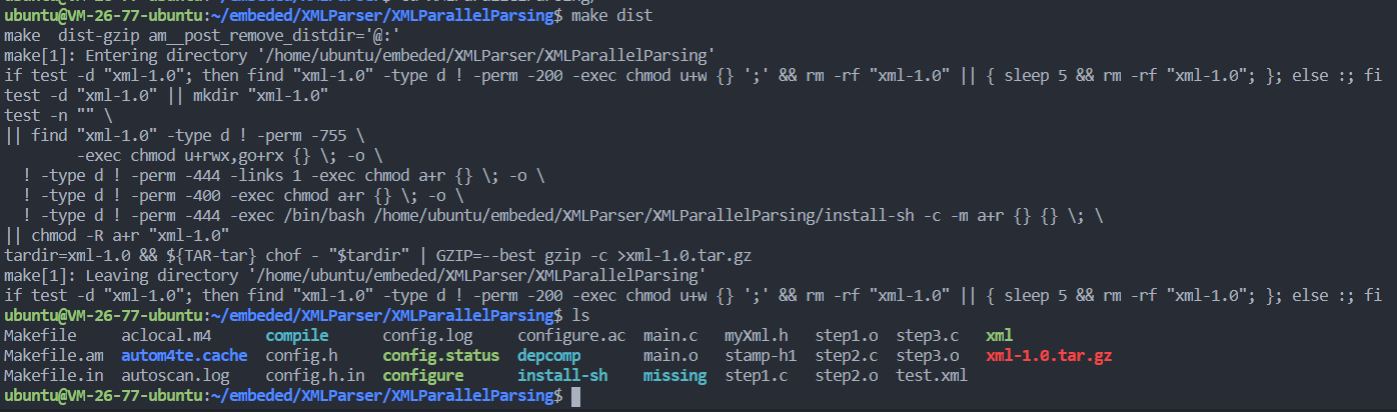 ubuntu@VM-26-77-ubuntu:~/embeded/XMLParser/XMLParallelParsing$ make dist
make  dist-gzip am__post_remove_distdir='@:'
make[1]: Entering directory '/home/ubuntu/embeded/XMLParser/XMLParallelParsing'
if test -d "xml-1.0"; then find "xml-1.0" -type d ! -perm -200 -exec chmod u+w {} ';' && rm -rf "xml-1.0" || { sleep 5 && rm -rf "xml-1.0"; }; else :; fi
test -d "xml-1.0" || mkdir "xml-1.0"
test -n "" \
|| find "xml-1.0" -type d ! -perm -755 \
        -exec chmod u+rwx,go+rx {} \; -o \
  ! -type d ! -perm -444 -links 1 -exec chmod a+r {} \; -o \
  ! -type d ! -perm -400 -exec chmod a+r {} \; -o \
  ! -type d ! -perm -444 -exec /bin/bash /home/ubuntu/embeded/XMLParser/XMLParallelParsing/install-sh -c -m a+r {} {} \; \
|| chmod -R a+r "xml-1.0"
tardir=xml-1.0 && ${TAR-tar} chof - "$tardir" | GZIP=--best gzip -c >xml-1.0.tar.gz
make[1]: Leaving directory '/home/ubuntu/embeded/XMLParser/XMLParallelParsing'
if test -d "xml-1.0"; then find "xml-1.0" -type d ! -perm -200 -exec chmod u+w {} ';' && rm -rf "xml-1.0" || { sleep 5 && rm -rf "xml-1.0"; }; else :; fi
ubuntu@VM-26-77-ubuntu:~/embeded/XMLParser/XMLParallelParsing$ ls
Makefile     aclocal.m4      compile      config.log     configure.ac  main.c   myXml.h   step1.o  step3.c   xml
Makefile.am  autom4te.cache  config.h     config.status  depcomp       main.o   stamp-h1  step2.c  step3.o   xml-1.0.tar.gz
Makefile.in  autoscan.log    config.h.in  configure      install-sh    missing  step1.c   step2.o  test.xml
ubuntu@VM-26-77-ubuntu:~/embeded/XMLParser/XMLParallelParsing$